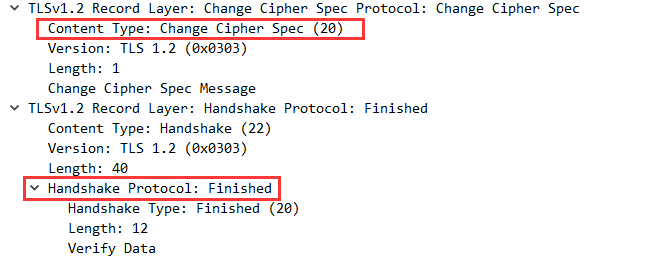 TLSv1.2 Record Layer: Change Cipher Spec Protocol: Change Cipher Spec
Content Type: Change Cipher Spec (20)
Version: TLS 1.2 (0x0303)
Length: 1
Change Cipher Spec Message
TLSv1.2 Record Layer: Handshake Protocol: Finished
Content Type: Handshake (22)
Version: TLS 1.2 (0x0303)
Length: 40
Handshake Protocol: Finished
Handshake Type: Finished (20)
Length: 12
Verify Data